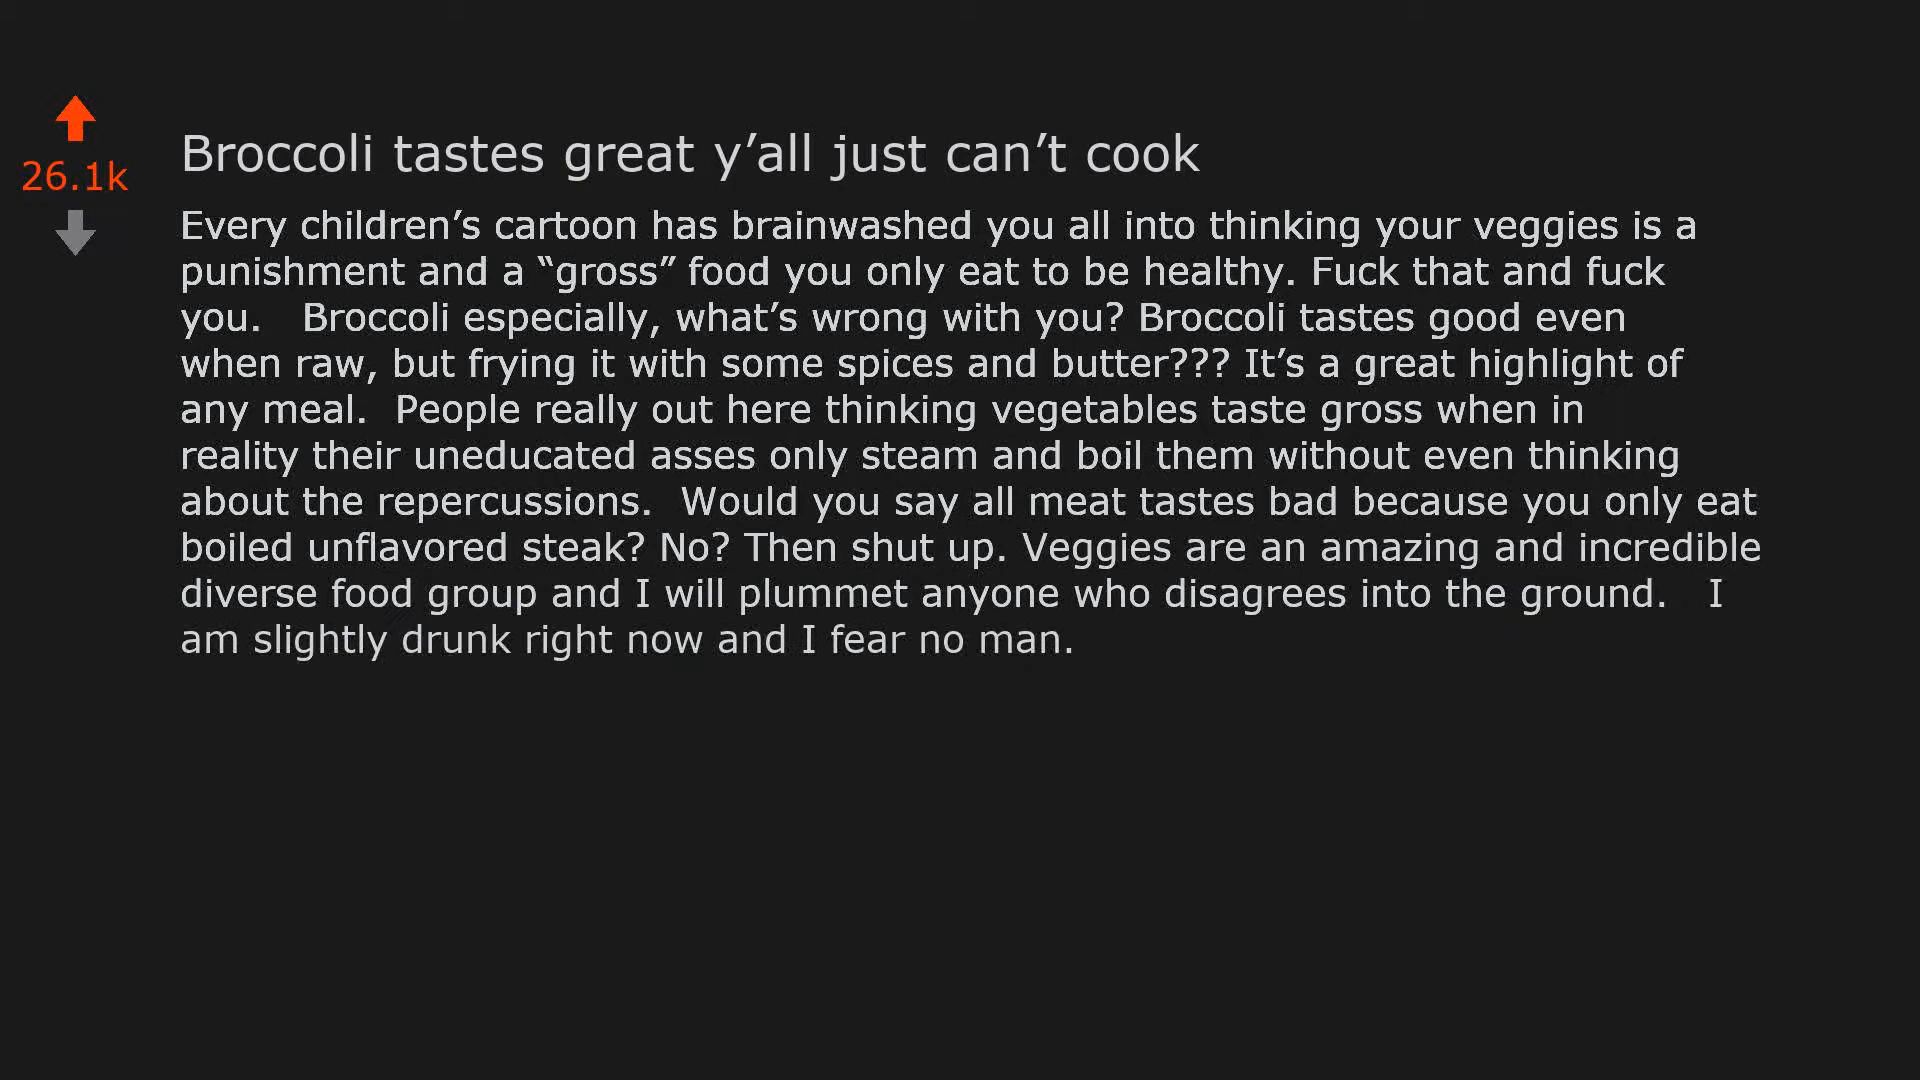 26.1k
Broccoli tastes great y’all just can’t cook
Every children’s cartoon has brainwashed you all into thinking your veggies is a
punishment and a “gross” food you only eat to be healthy. Fuck that and fuck
you.   Broccoli especially, what’s wrong with you? Broccoli tastes good even
when raw, but frying it with some spices and butter??? It’s a great highlight of
any meal.  People really out here thinking vegetables taste gross when in
reality their uneducated asses only steam and boil them without even thinking
about the repercussions.  Would you say all meat tastes bad because you only eat
boiled unflavored steak? No? Then shut up. Veggies are an amazing and incredible
diverse food group and I will plummet anyone who disagrees into the ground.   I
am slightly drunk right now and I fear no man.